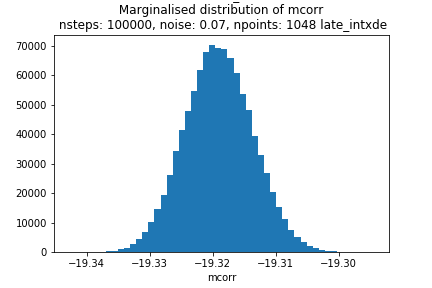 Marginalised distribution of mcorr
nsteps: 100000, noise: 0.07, npoints: 1048 late_intxde
70000
60000
50000
40000
30000
20000
10000
0
−19.34 −19.33 −19.32 −19.31 −19.30
mcorr